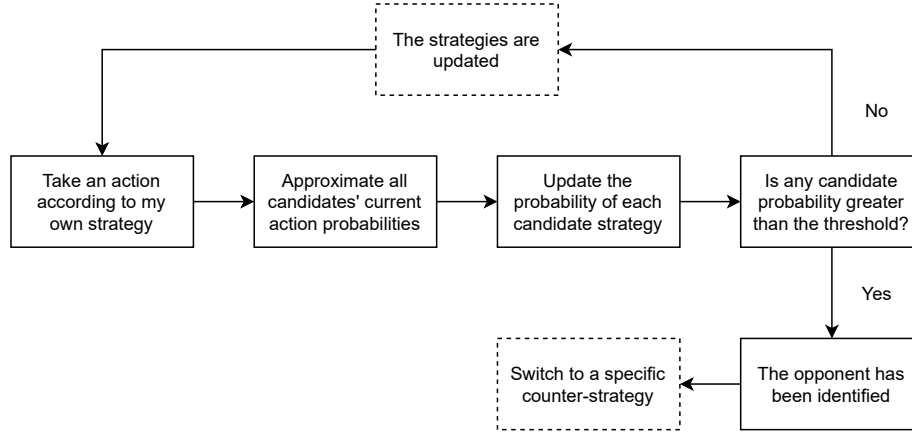 The strategies are
updated
No
Take an action
according to my
own strategy
Approximate all
candidates' current
action probabilities
Update the
probability of each
candidate strategy
Is any candidate
probability greater
than the threshold?
Yes
Switch to a specific
counter-strategy
The opponent has
been identified